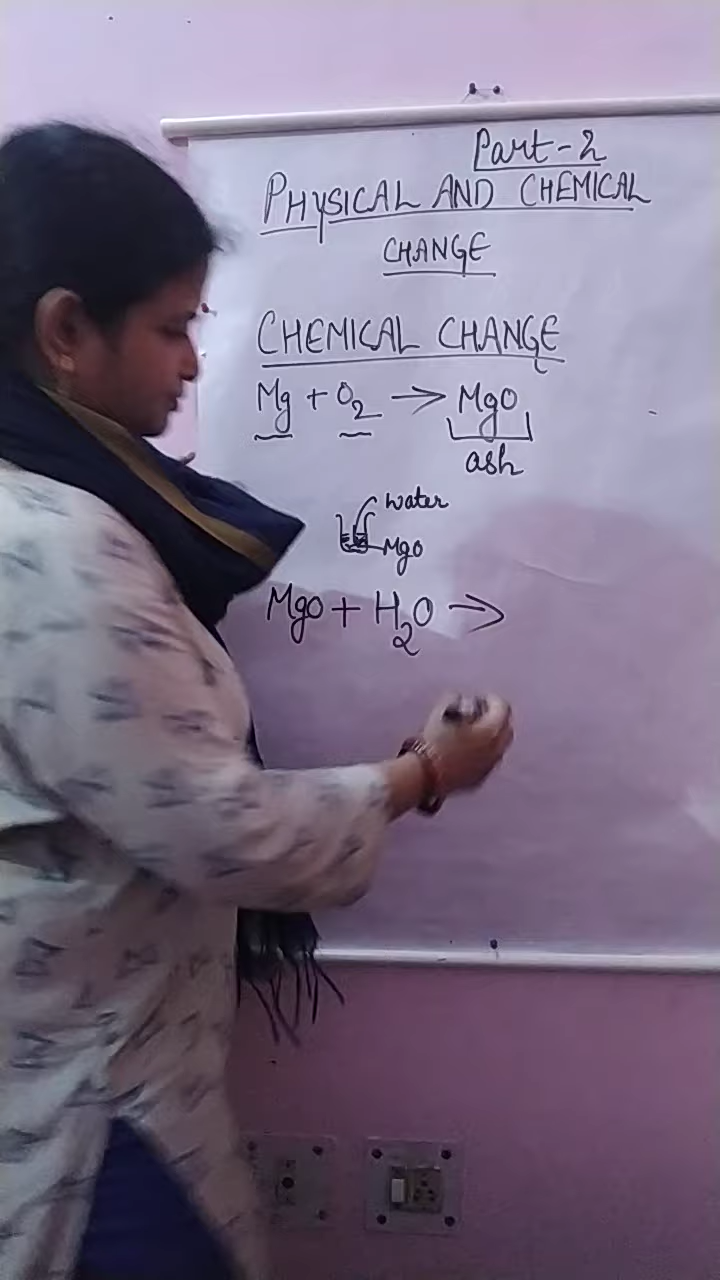 Part-2
PHYSICAL AND CHEMICAL
CHANGE
CHEMICAL CHANGE
Mg + O₂ → MgO
ash
water
MgO
MgO + H₂O →